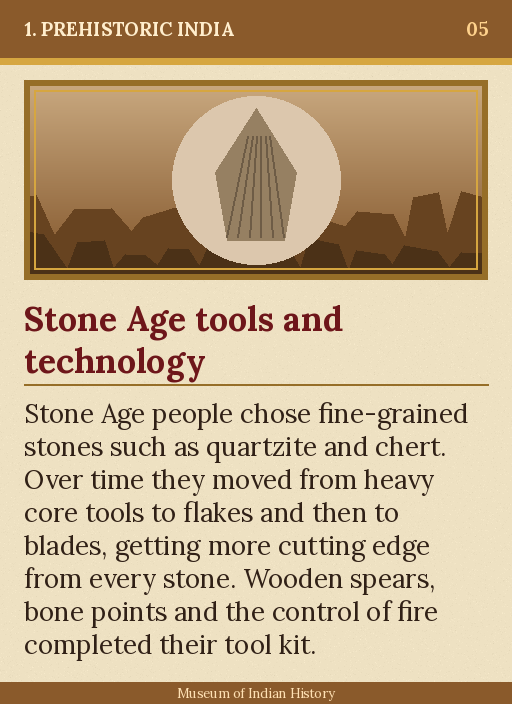 1. PREHISTORIC INDIA
05
Stone Age tools and
technology
Stone Age people chose fine-grained
stones such as quartzite and chert.
Over time they moved from heavy
core tools to flakes and then to
blades, getting more cutting edge
from every stone. Wooden spears,
bone points and the control of fire
completed their tool kit.
Museum of Indian History